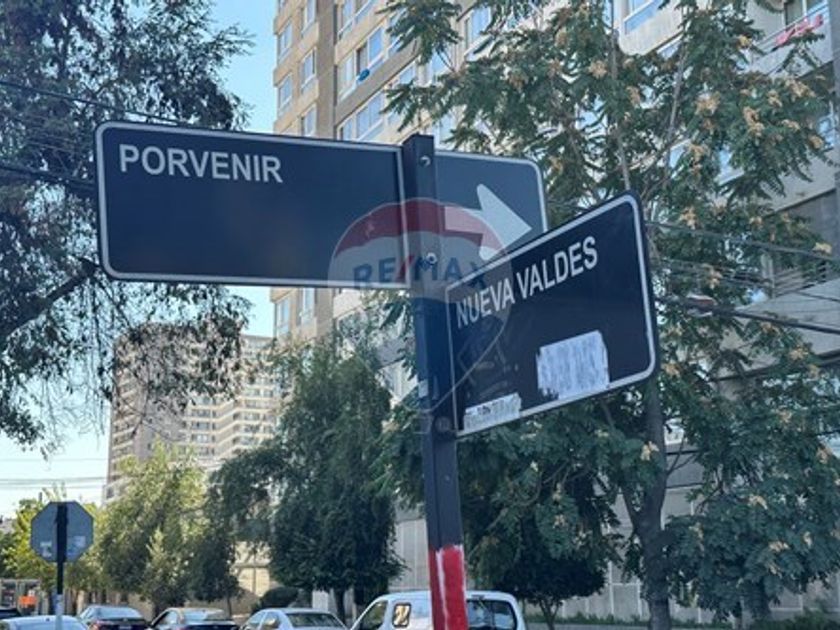 PORVENIR
RE/MAX
NUEVA VALDES